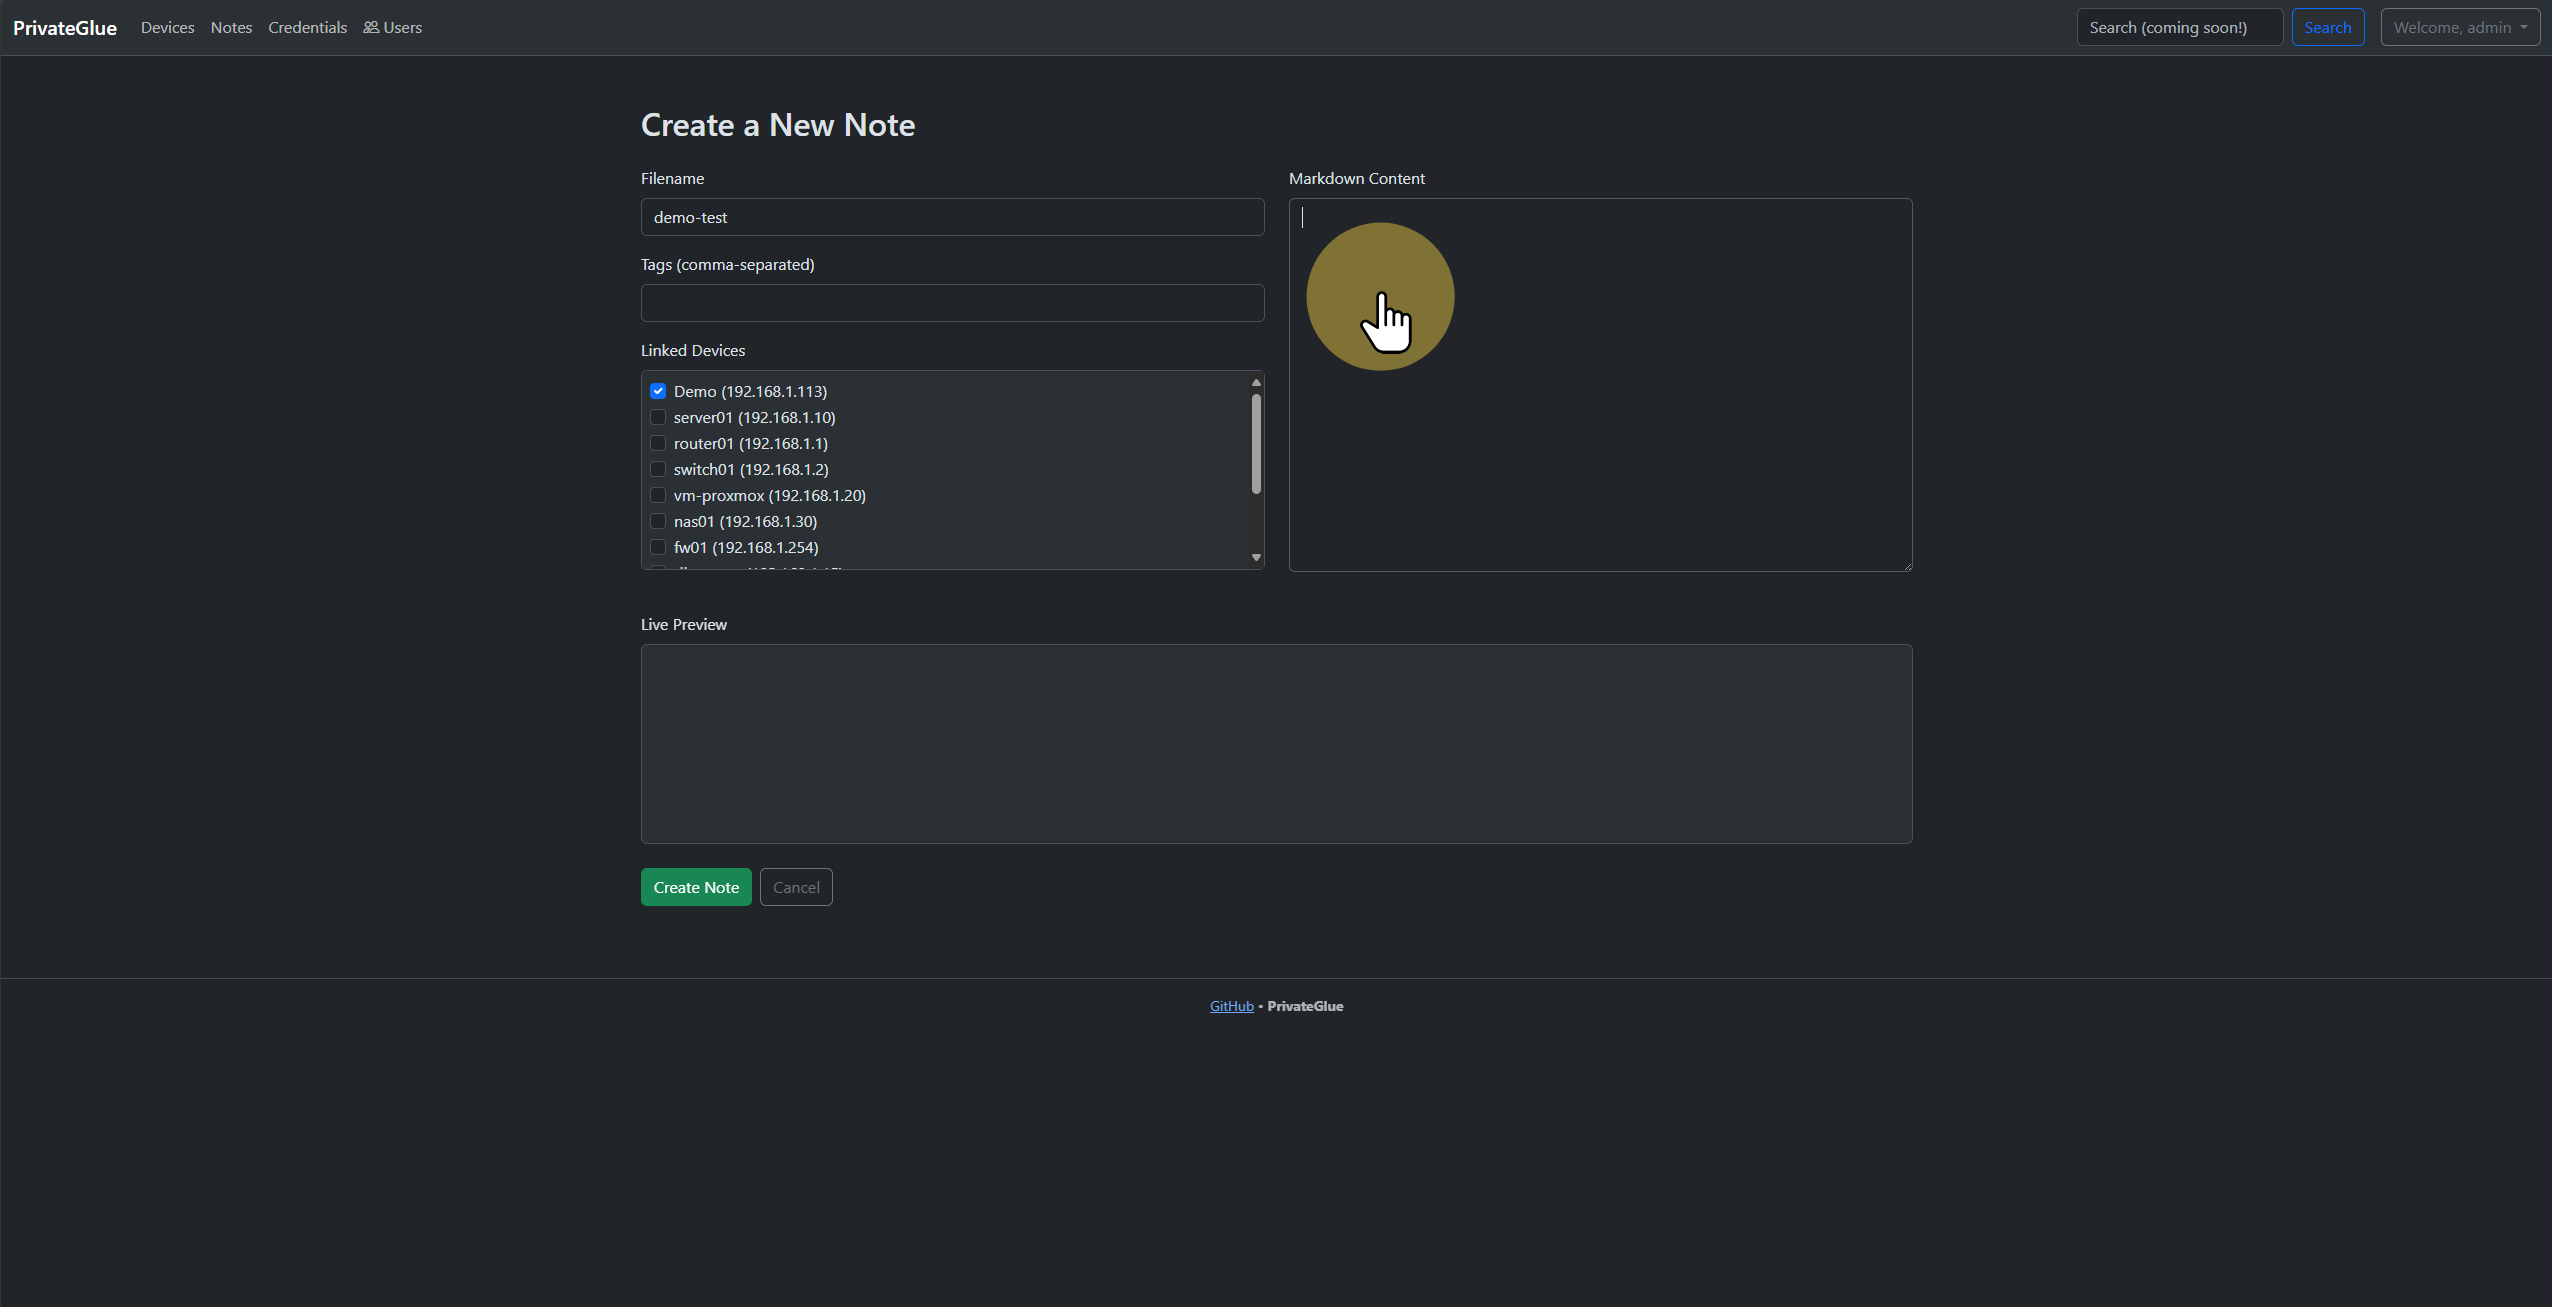 PrivateGlue Devices Notes Credentials Users Search (coming soon!) Search Welcome, admin
Create a New Note
Filename
demo-test
Tags (comma-separated)
Linked Devices
Demo (192.168.1.113)
server01 (192.168.1.10)
router01 (192.168.1.1)
switch01 (192.168.1.2)
vm-proxmox (192.168.1.20)
nas01 (192.168.1.30)
fw01 (192.168.1.254)
Markdown Content
Live Preview
Create Note Cancel
GitHub • PrivateGlue